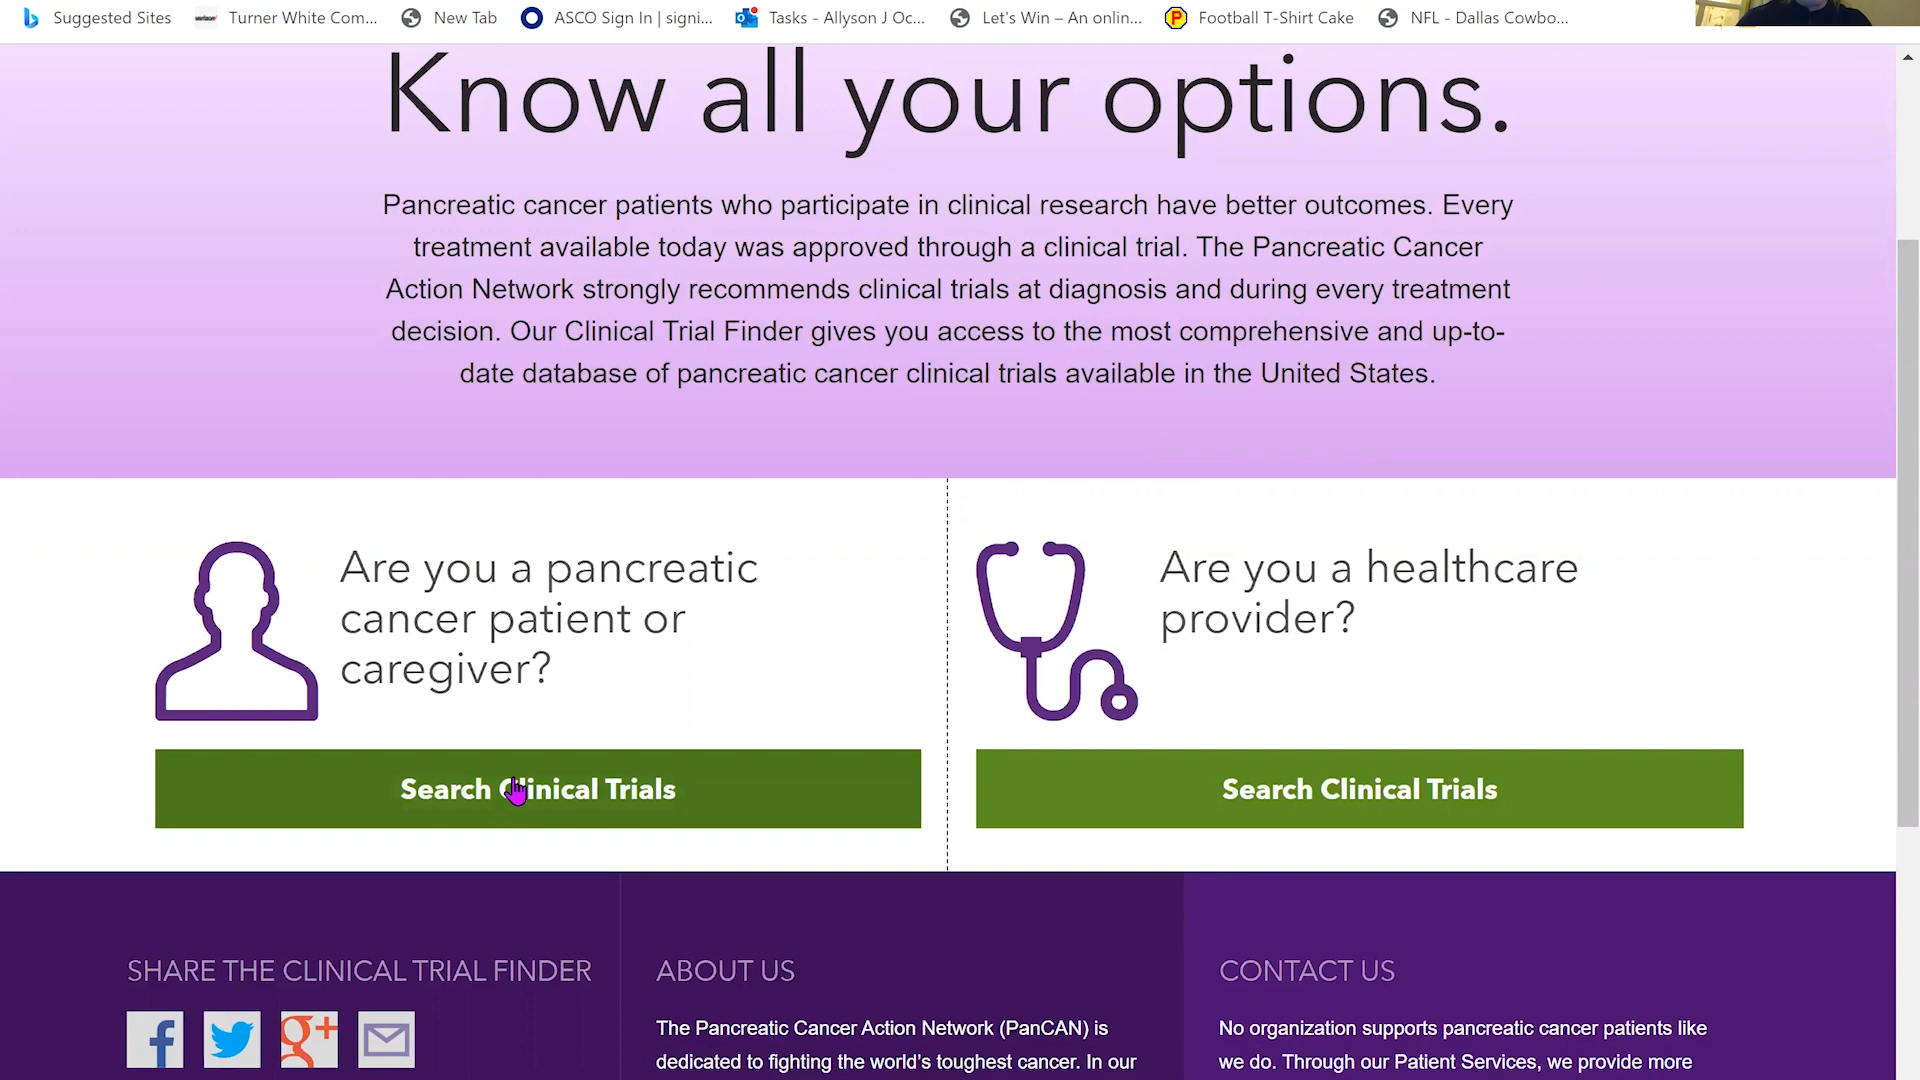 Suggested Sites
Turner White Com...
New Tab
ASCO Sign In | signi...
Tasks - Allyson J Oc...
Let's Win – An onlin...
Football T-Shirt Cake
NFL - Dallas Cowbo...
Know all your options.
Pancreatic cancer patients who participate in clinical research have better outcomes. Every
treatment available today was approved through a clinical trial. The Pancreatic Cancer
Action Network strongly recommends clinical trials at diagnosis and during every treatment
decision. Our Clinical Trial Finder gives you access to the most comprehensive and up-to-
date database of pancreatic cancer clinical trials available in the United States.
Are you a pancreatic
cancer patient or
caregiver?
Search Clinical Trials
Are you a healthcare
provider?
Search Clinical Trials
SHARE THE CLINICAL TRIAL FINDER
ABOUT US
The Pancreatic Cancer Action Network (PanCAN) is
dedicated to fighting the world's toughest cancer. In our
CONTACT US
No organization supports pancreatic cancer patients like
we do. Through our Patient Services, we provide more